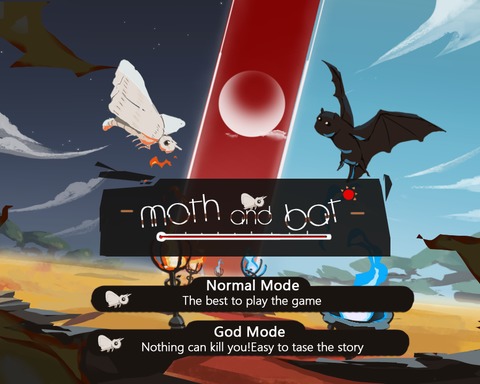 moth and bat
Normal Mode
The best to play the game
God Mode
Nothing can kill you!Easy to tase the story